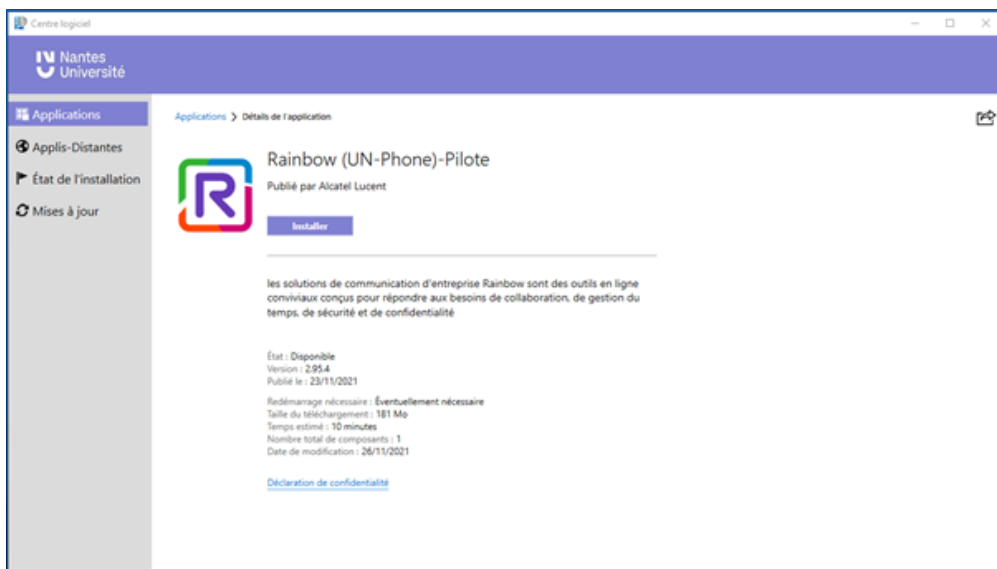 Centre logiciel
Nantes
Université
Applications
Applis-Distantes
État de l'installation
Mises à jour
Applications ❯ Détails de l'application
R
Rainbow (UN-Phone)-Pilote
Publié par Alcatel Lucent
Installer
les solutions de communication d'entreprise Rainbow sont des outils en ligne
conviviaux conçus pour répondre aux besoins de collaboration, de gestion du
temps, de sécurité et de confidentialité
État : Disponible
Version : 2.95.4
Publié le : 23/11/2021
Redémarrage nécessaire : Éventuellement nécessaire
Taille du téléchargement : 181 Mo
Temps estimé : 10 minutes
Nombre total de composants : 1
Date de modification : 26/11/2021
Déclaration de confidentialité